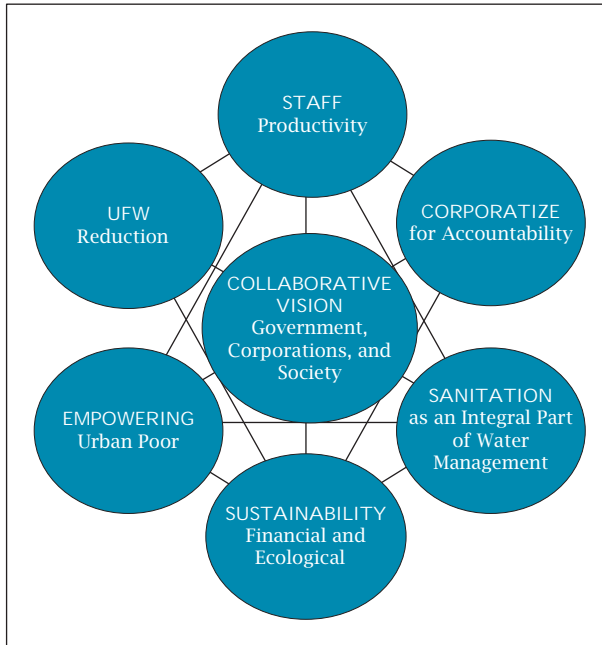 STAFF
Productivity
UFW
Reduction
CORPORATIZE
for Accountability
COLLABORATIVE
VISION
Government,
Corporations, and
Society
EMPOWERING
Urban Poor
SANITATION
as an Integral Part
of Water
Management
SUSTAINABILITY
Financial and
Ecological